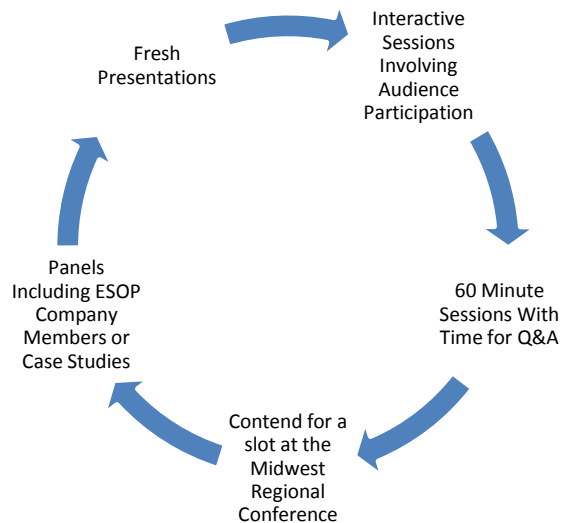 Fresh
Presentations
Interactive
Sessions
Involving
Audience
Participation
60 Minute
Sessions With
Time for Q&A
Contend for a
slot at the
Midwest
Regional
Conference
Panels
Including ESOP
Company
Members or
Case Studies